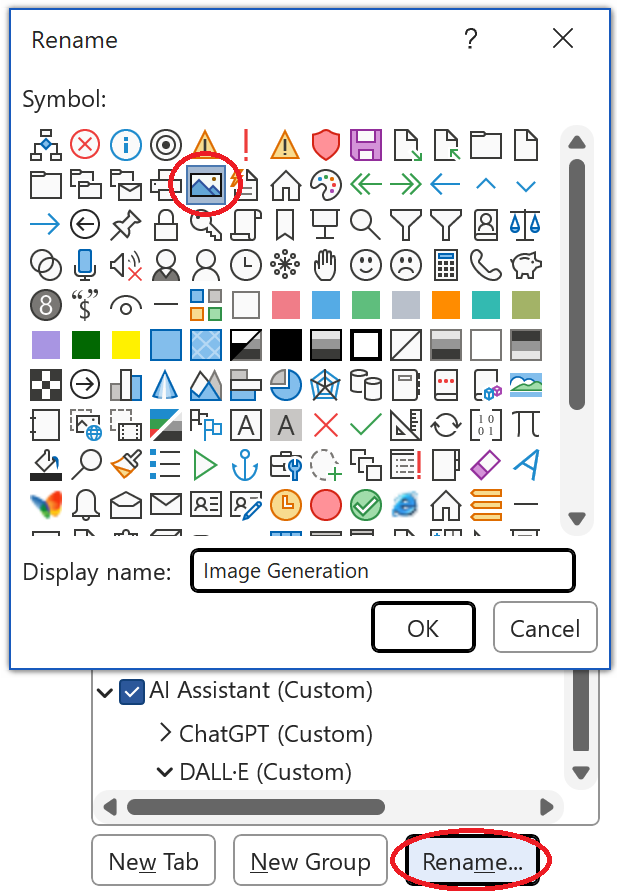 Rename ?
Symbol:
Display name: Image Generation
OK Cancel
AI Assistant (Custom)
ChatGPT (Custom)
DALL·E (Custom)
New Tab New Group Rename...